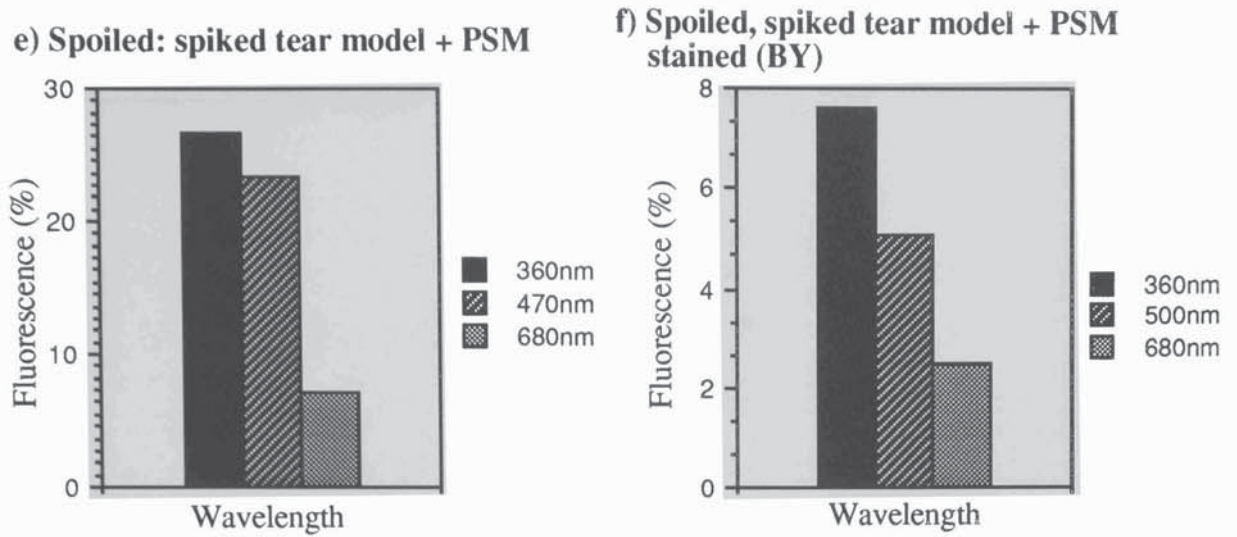 e) Spoiled: spiked tear model + PSM
30
20
10
0
Fluorescence (%)
Wavelength
360nm
470nm
680nm
f) Spoiled, spiked tear model + PSM
stained (BY)
8
6
4
2
0
Fluorescence (%)
Wavelength
360nm
500nm
680nm